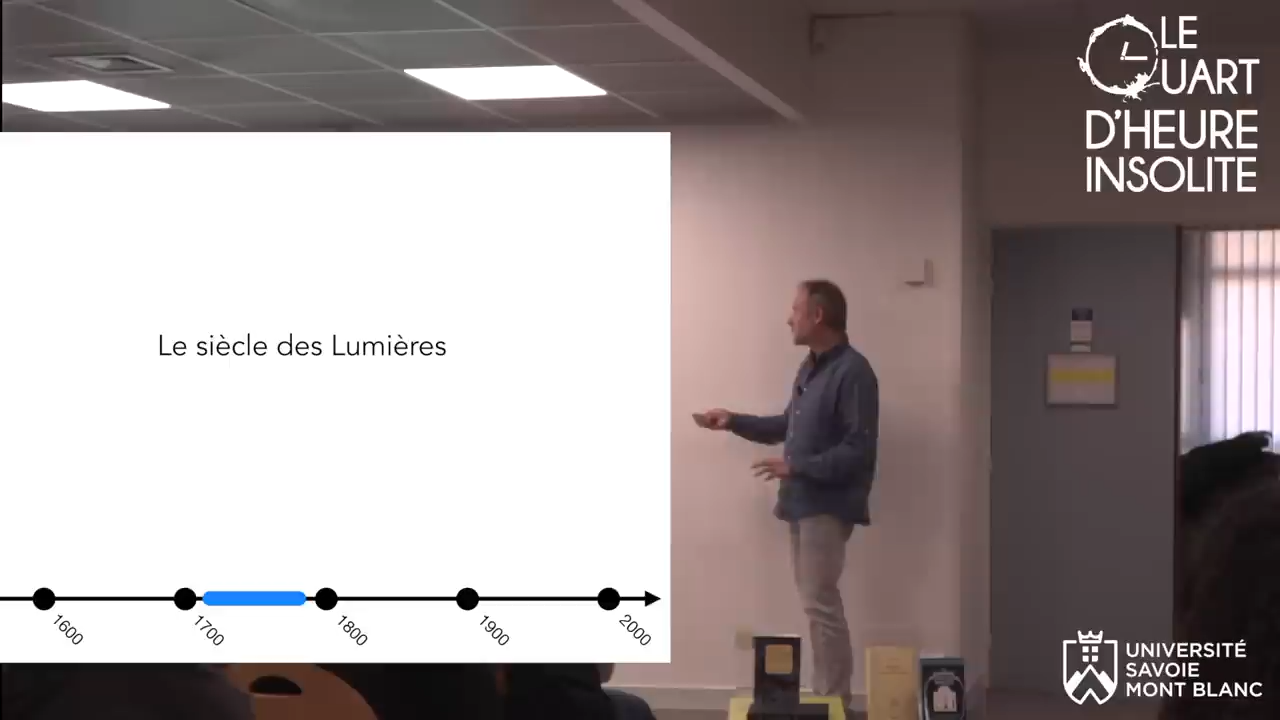 LE
QUART
D'HEURE
INSOLITE
Le siècle des Lumières
1600
1700
1800
1900
2000
UNIVERSITÉ
SAVOIE
MONT BLANC